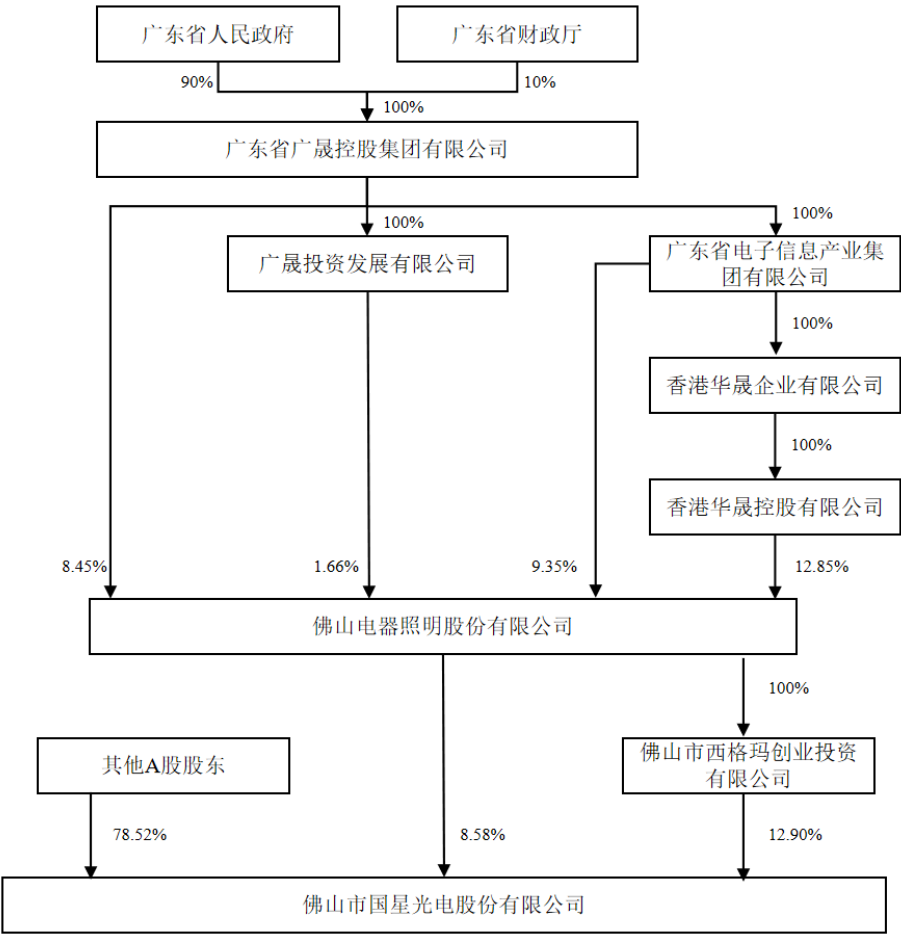 广东省人民政府
广东省财政厅
90%
10%
100%
广东省广晟控股集团有限公司
100%
100%
广晟投资发展有限公司
广东省电子信息产业集
团有限公司
100%
香港华晟企业有限公司
100%
香港华晟控股有限公司
8.45%
1.66%
9.35%
12.85%
佛山电器照明股份有限公司
100%
其他A股股东
佛山市西格玛创业投资
有限公司
78.52%
8.58%
12.90%
佛山市国星光电股份有限公司